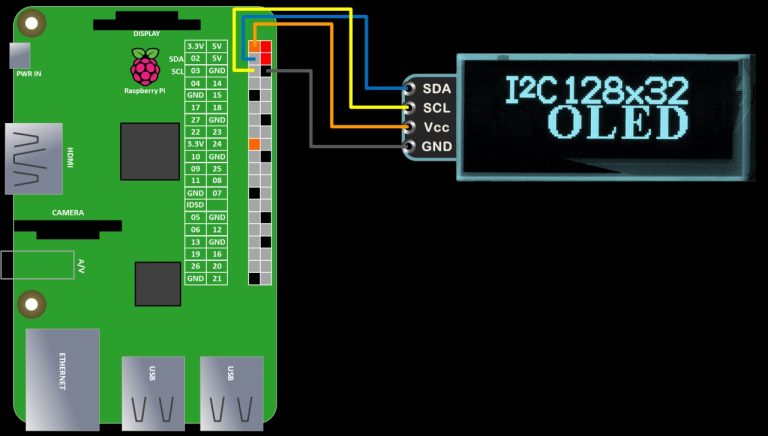 DISPLAY
3.3V 5V
SDA 02 5V
SCL 03 GND
04 14
GND 15
17 18
27 GND
22 23
3.3V 24
10 GND
09 25
11 08
GND 07
IDSD
05 GND
06 12
13 GND
19 16
26 20
GND 21
PWR IN
Raspberry Pi
HDMI
CAMERA
A/V
ETHERNET
USB
USB
SDA
SCL
Vcc
GND
I2C 128x32
OLED